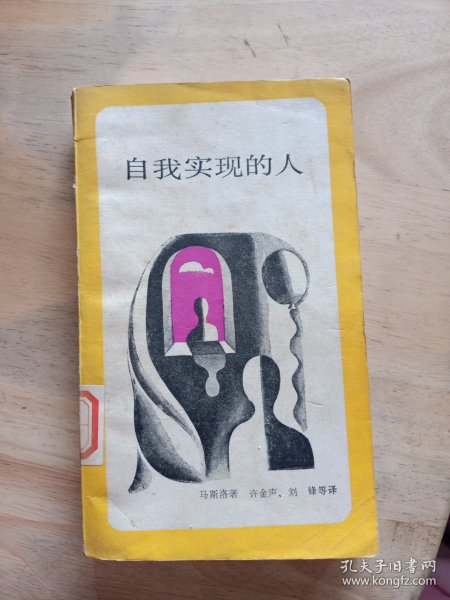 自我实现的人
马斯洛著 许金声、刘 锋等译
孔夫子旧书网
www.kongfz.com